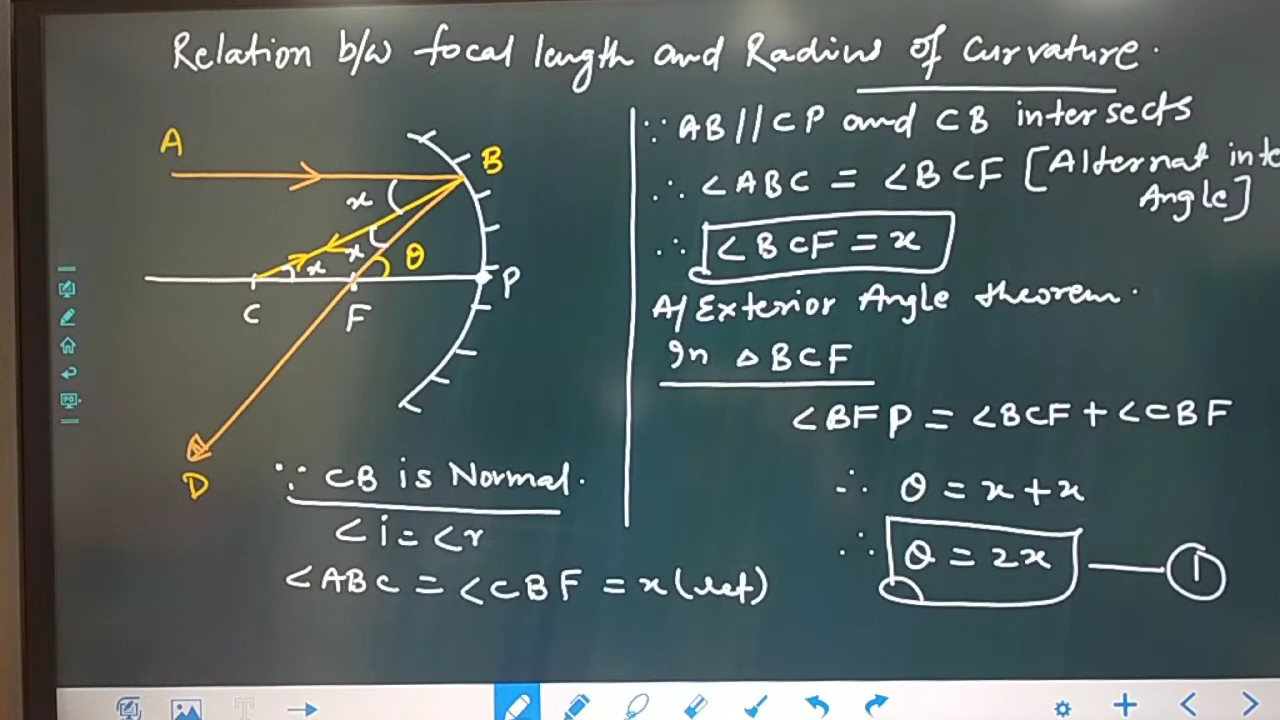 Relation b/w focal length and Radius of Curvature.
A
B
x
x
x
θ
C
F
P
D
∵ CB is Normal.
∠i = ∠r
∠ABC = ∠CBF = x (let)
∵ AB // CP and CB intersects
∴ ∠ABC = ∠BCF [Alternat inte
Angle]
∴ ∠BCF = x
A/ Exterior Angle theorem.
In △BCF
∠BFP = ∠BCF + ∠CBF
∴ θ = x + x
∴ θ = 2x — 1